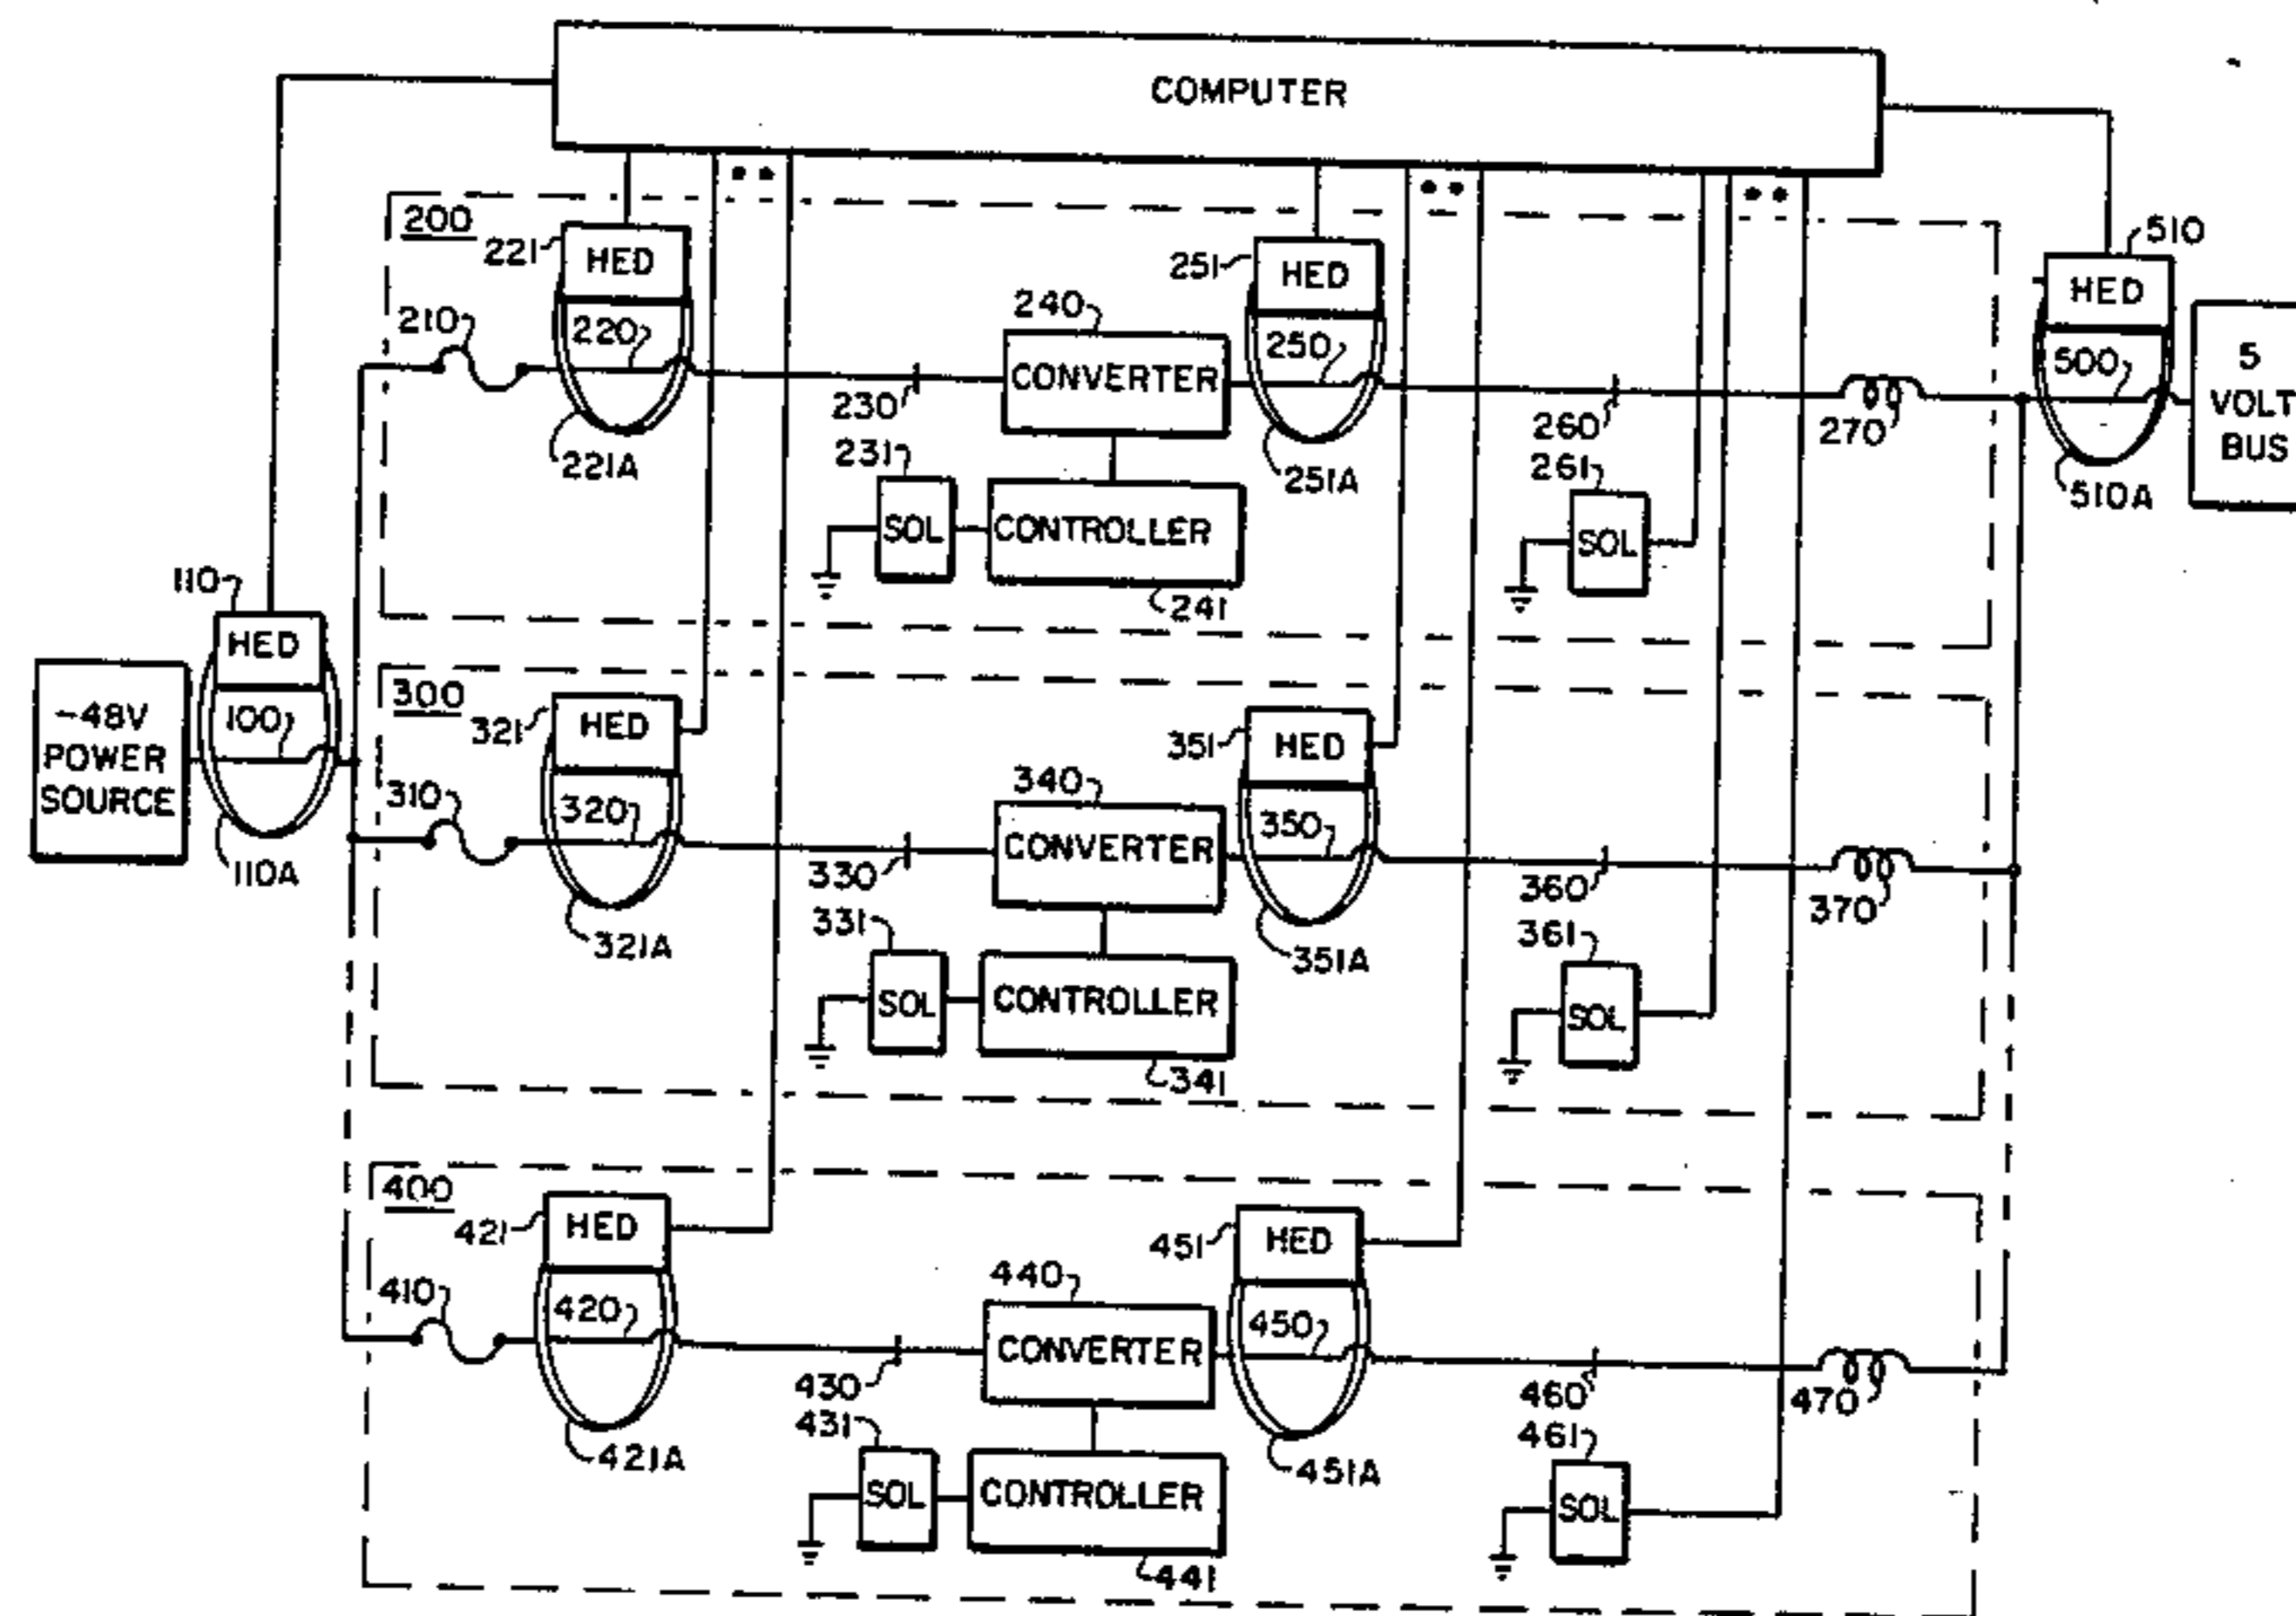 COMPUTER
200
221
HED
251
HED
510
HED
210
220
240
250
500
5
VOLT
BUS
CONVERTER
230
260
270
221A
231
251A
261
510A
SOL
CONTROLLER
SOL
241
110
HED
-48V
POWER
SOURCE
100
110A
300
321
HED
351
HED
310
320
340
350
CONVERTER
330
360
370
321A
331
351A
361
SOL
CONTROLLER
SOL
341
400
421
HED
451
HED
410
420
440
450
CONVERTER
430
460
470
421A
431
451A
461
SOL
CONTROLLER
SOL
441